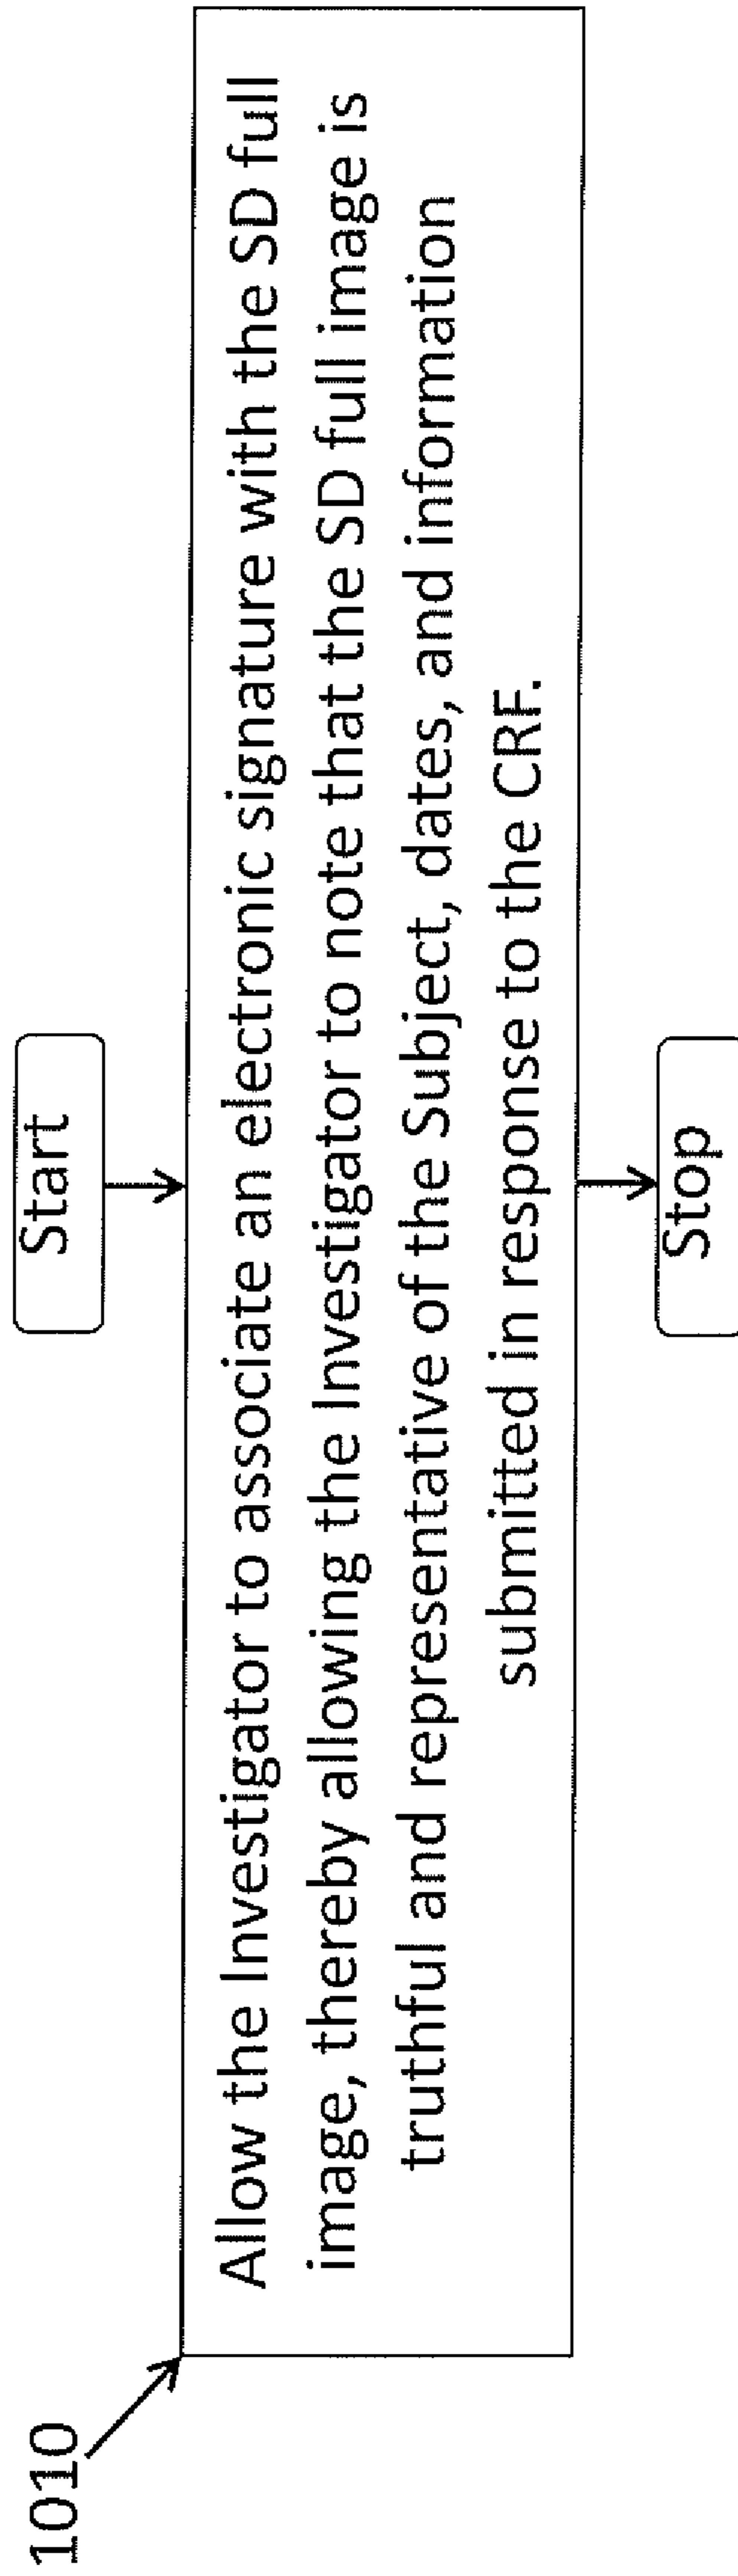 1010
Start
Allow the Investigator to associate an electronic signature with the SD full
image, thereby allowing the Investigator to note that the SD full image is
truthful and representative of the Subject, dates, and information
submitted in response to the CRF.
Stop